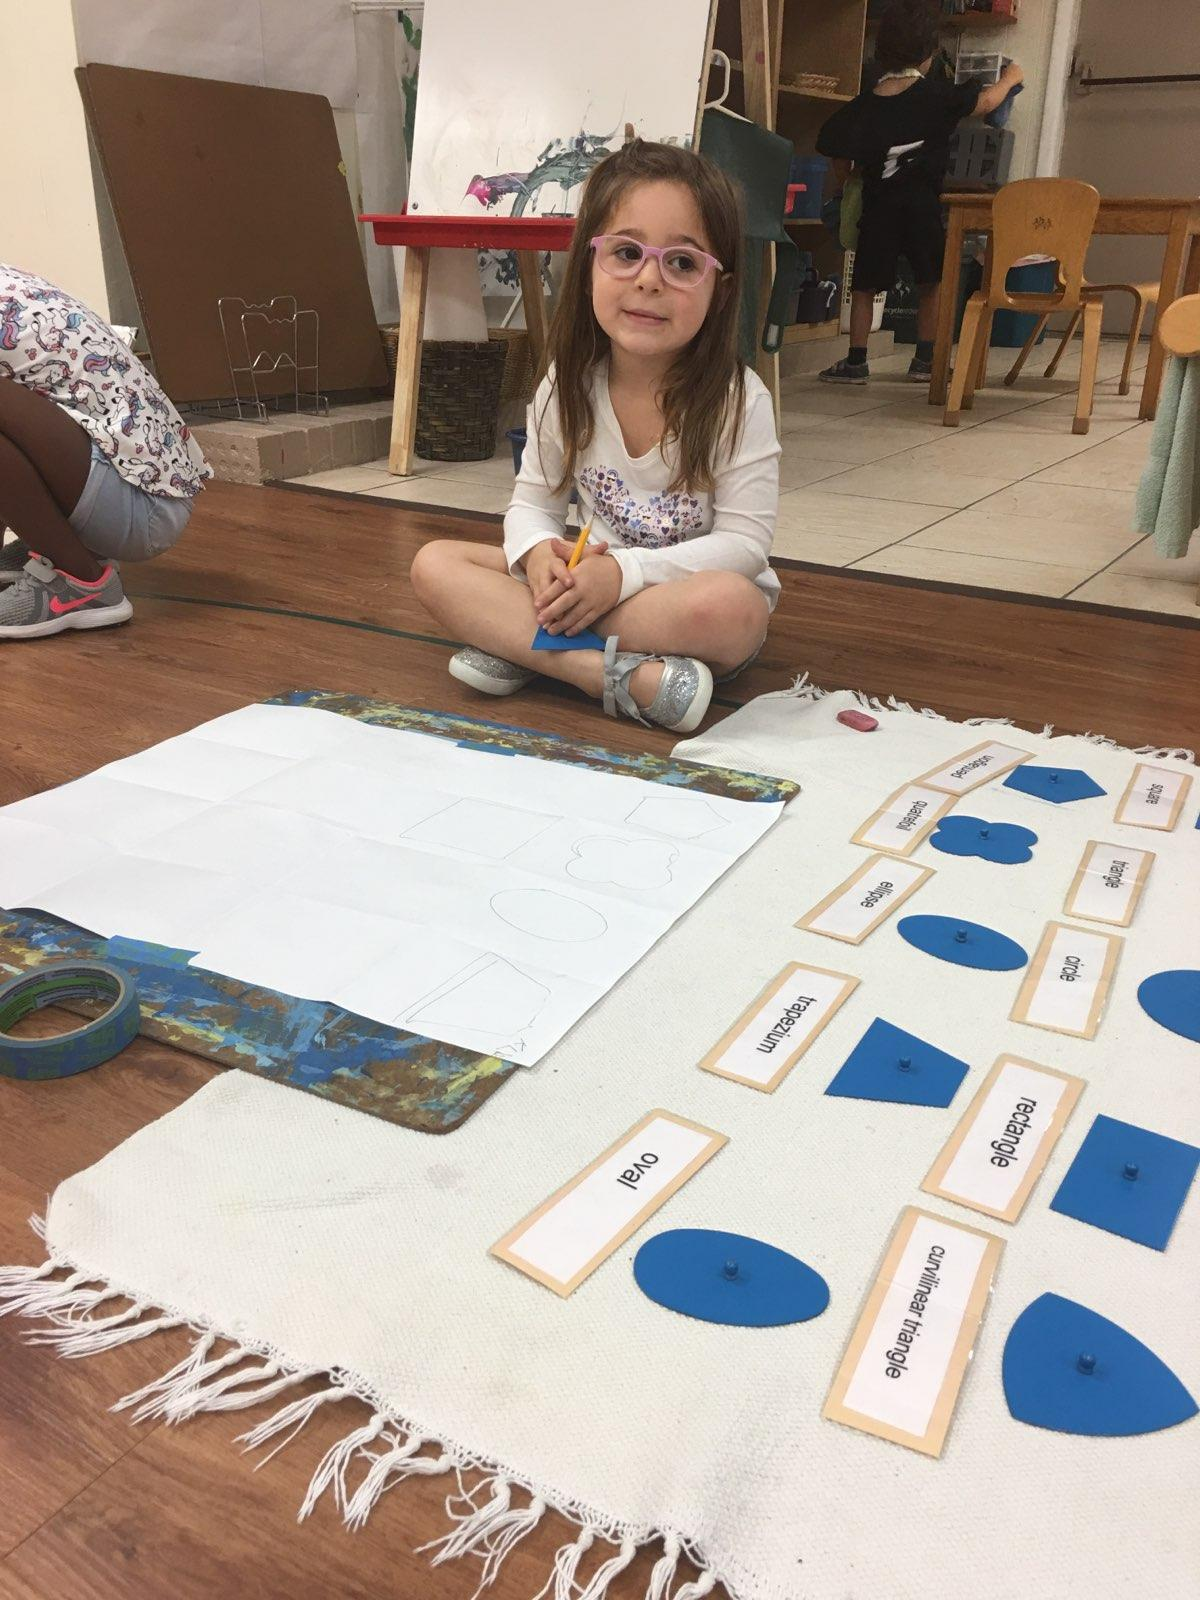 pentagon
square
quatrefoil
triangle
ellipse
circle
trapezium
rectangle
oval
curvilinear triangle